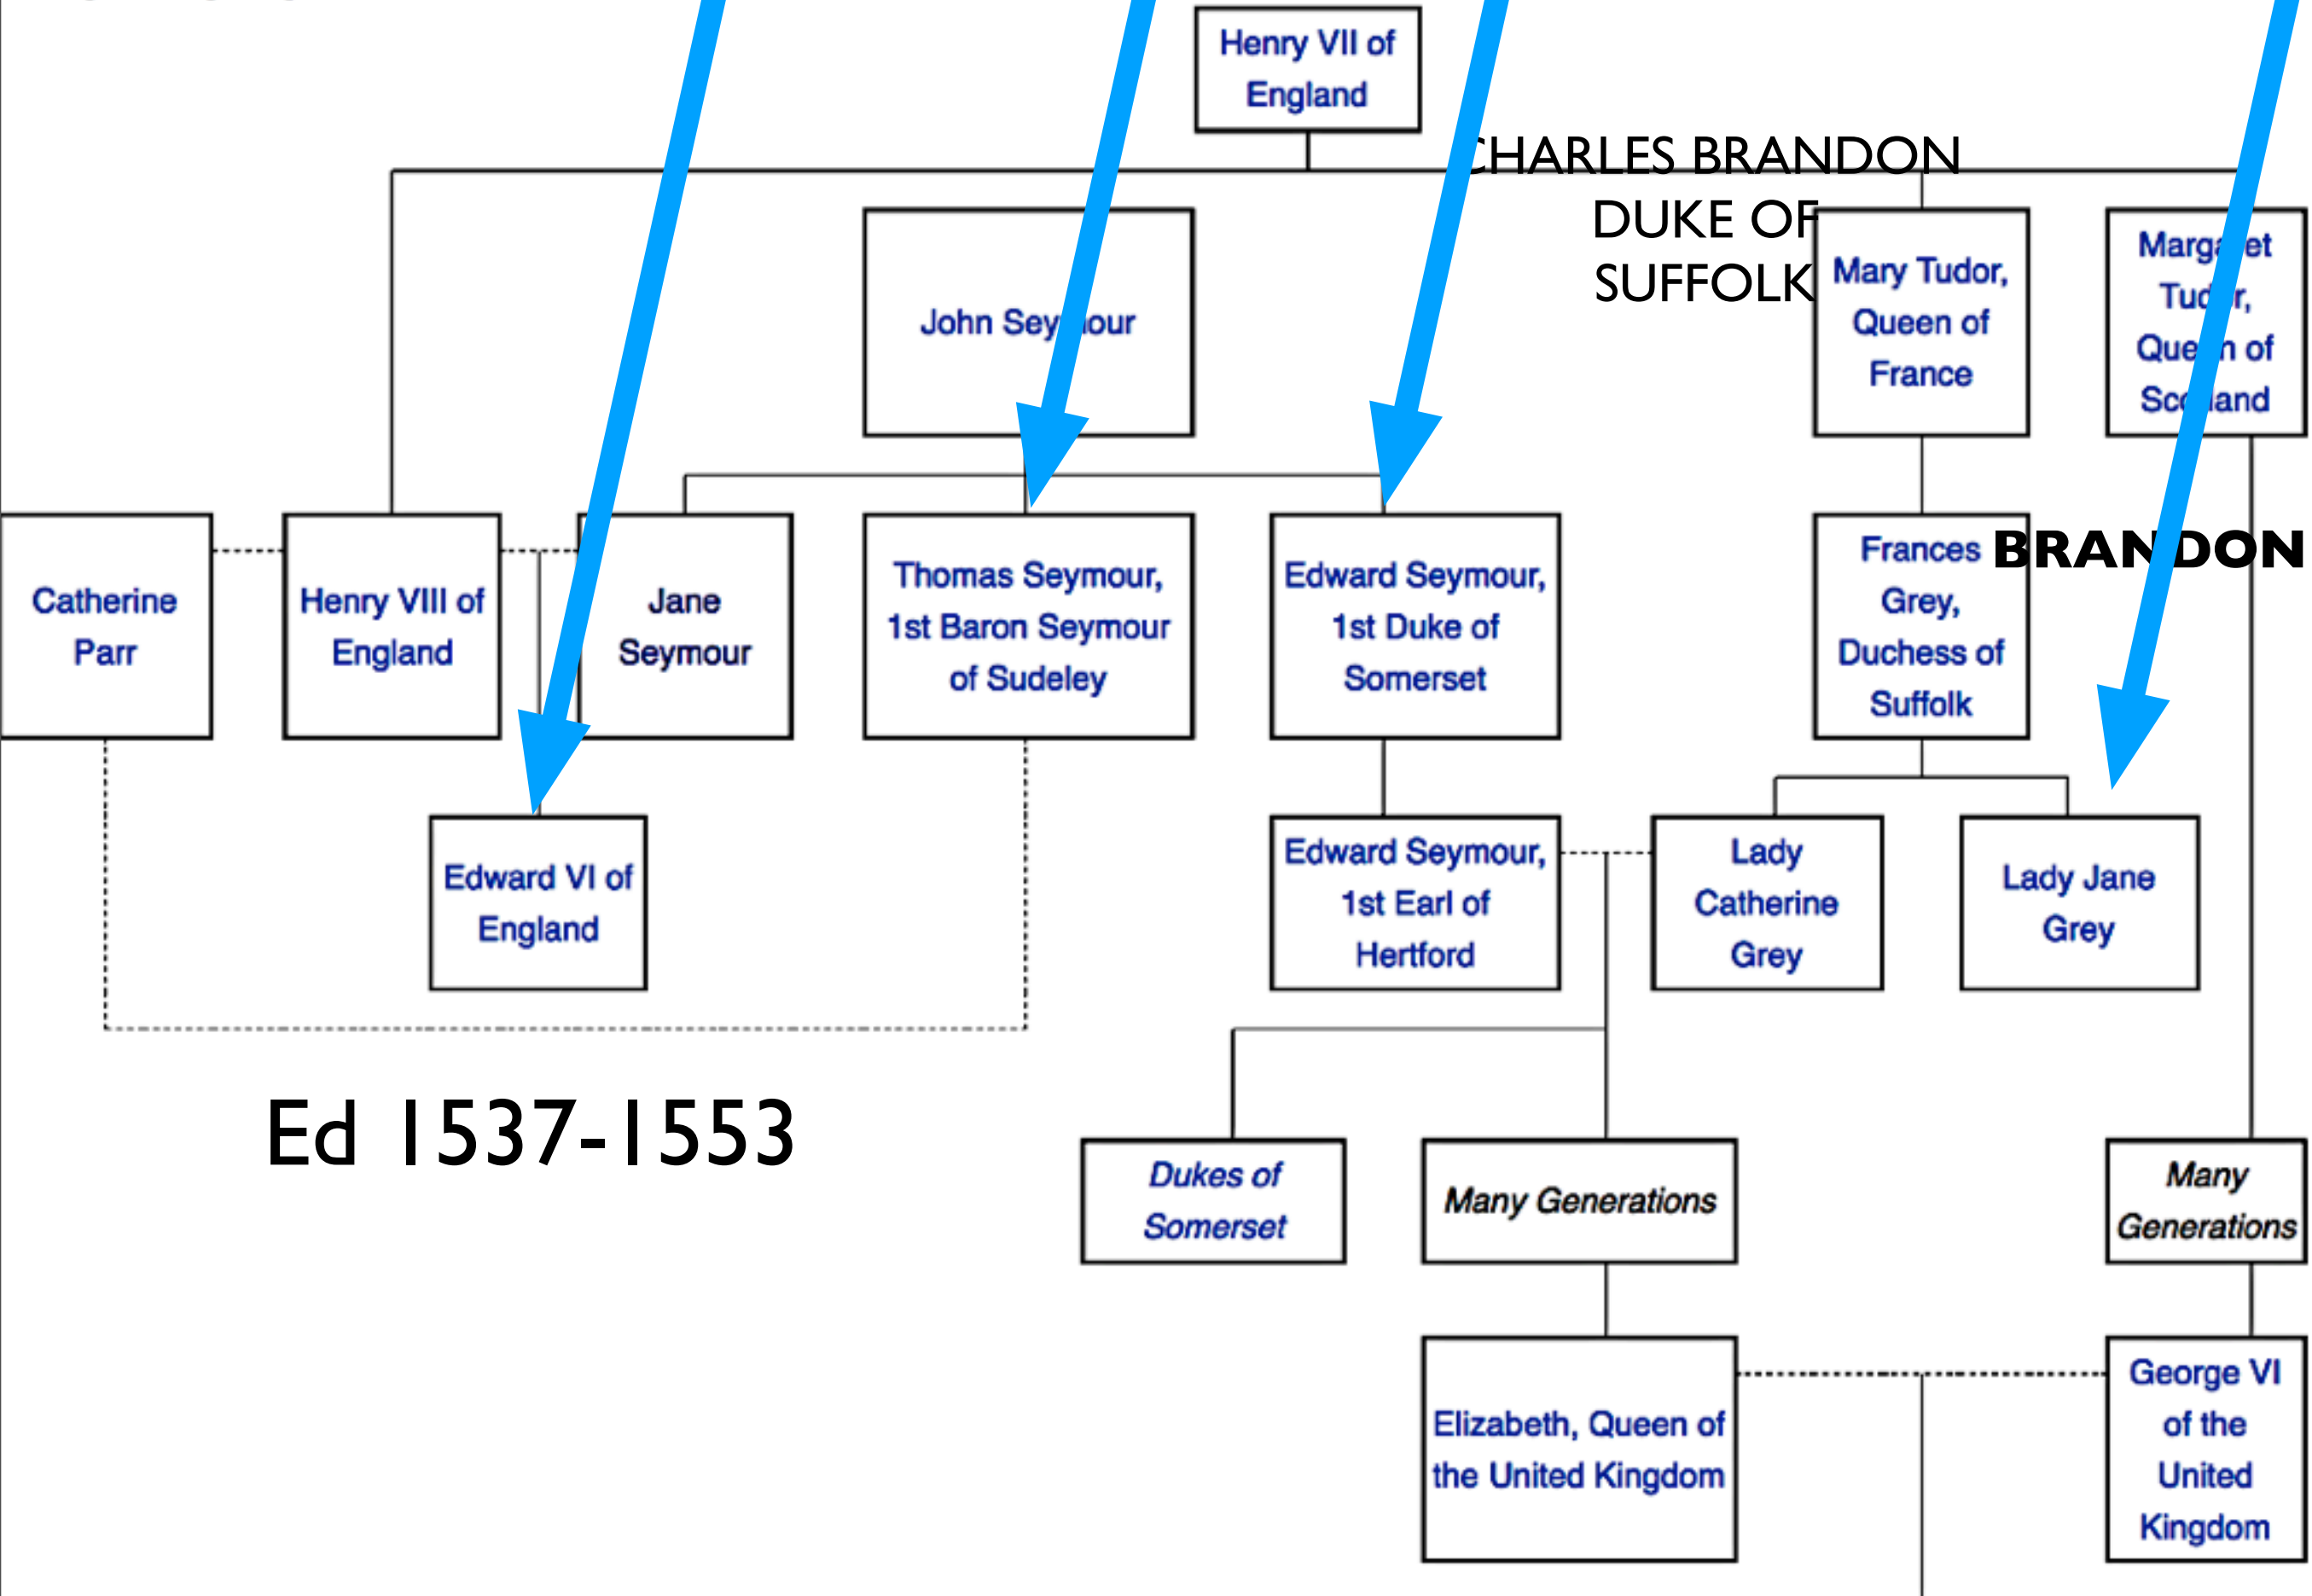 Henry VII of
England
CHARLES BRANDON
DUKE OF
SUFFOLK
John Seymour
Mary Tudor,
Queen of
France
Margaret
Tudor,
Queen of
Scotland
Catherine
Parr
Henry VIII of
England
Jane
Seymour
Thomas Seymour,
1st Baron Seymour
of Sudeley
Edward Seymour,
1st Duke of
Somerset
Frances
Grey,
Duchess of
Suffolk
BRANDON
Edward VI of
England
Edward Seymour,
1st Earl of
Hertford
Lady
Catherine
Grey
Lady Jane
Grey
Ed 1537-1553
Dukes of
Somerset
Many Generations
Many
Generations
Elizabeth, Queen of
the United Kingdom
George VI
of the
United
Kingdom